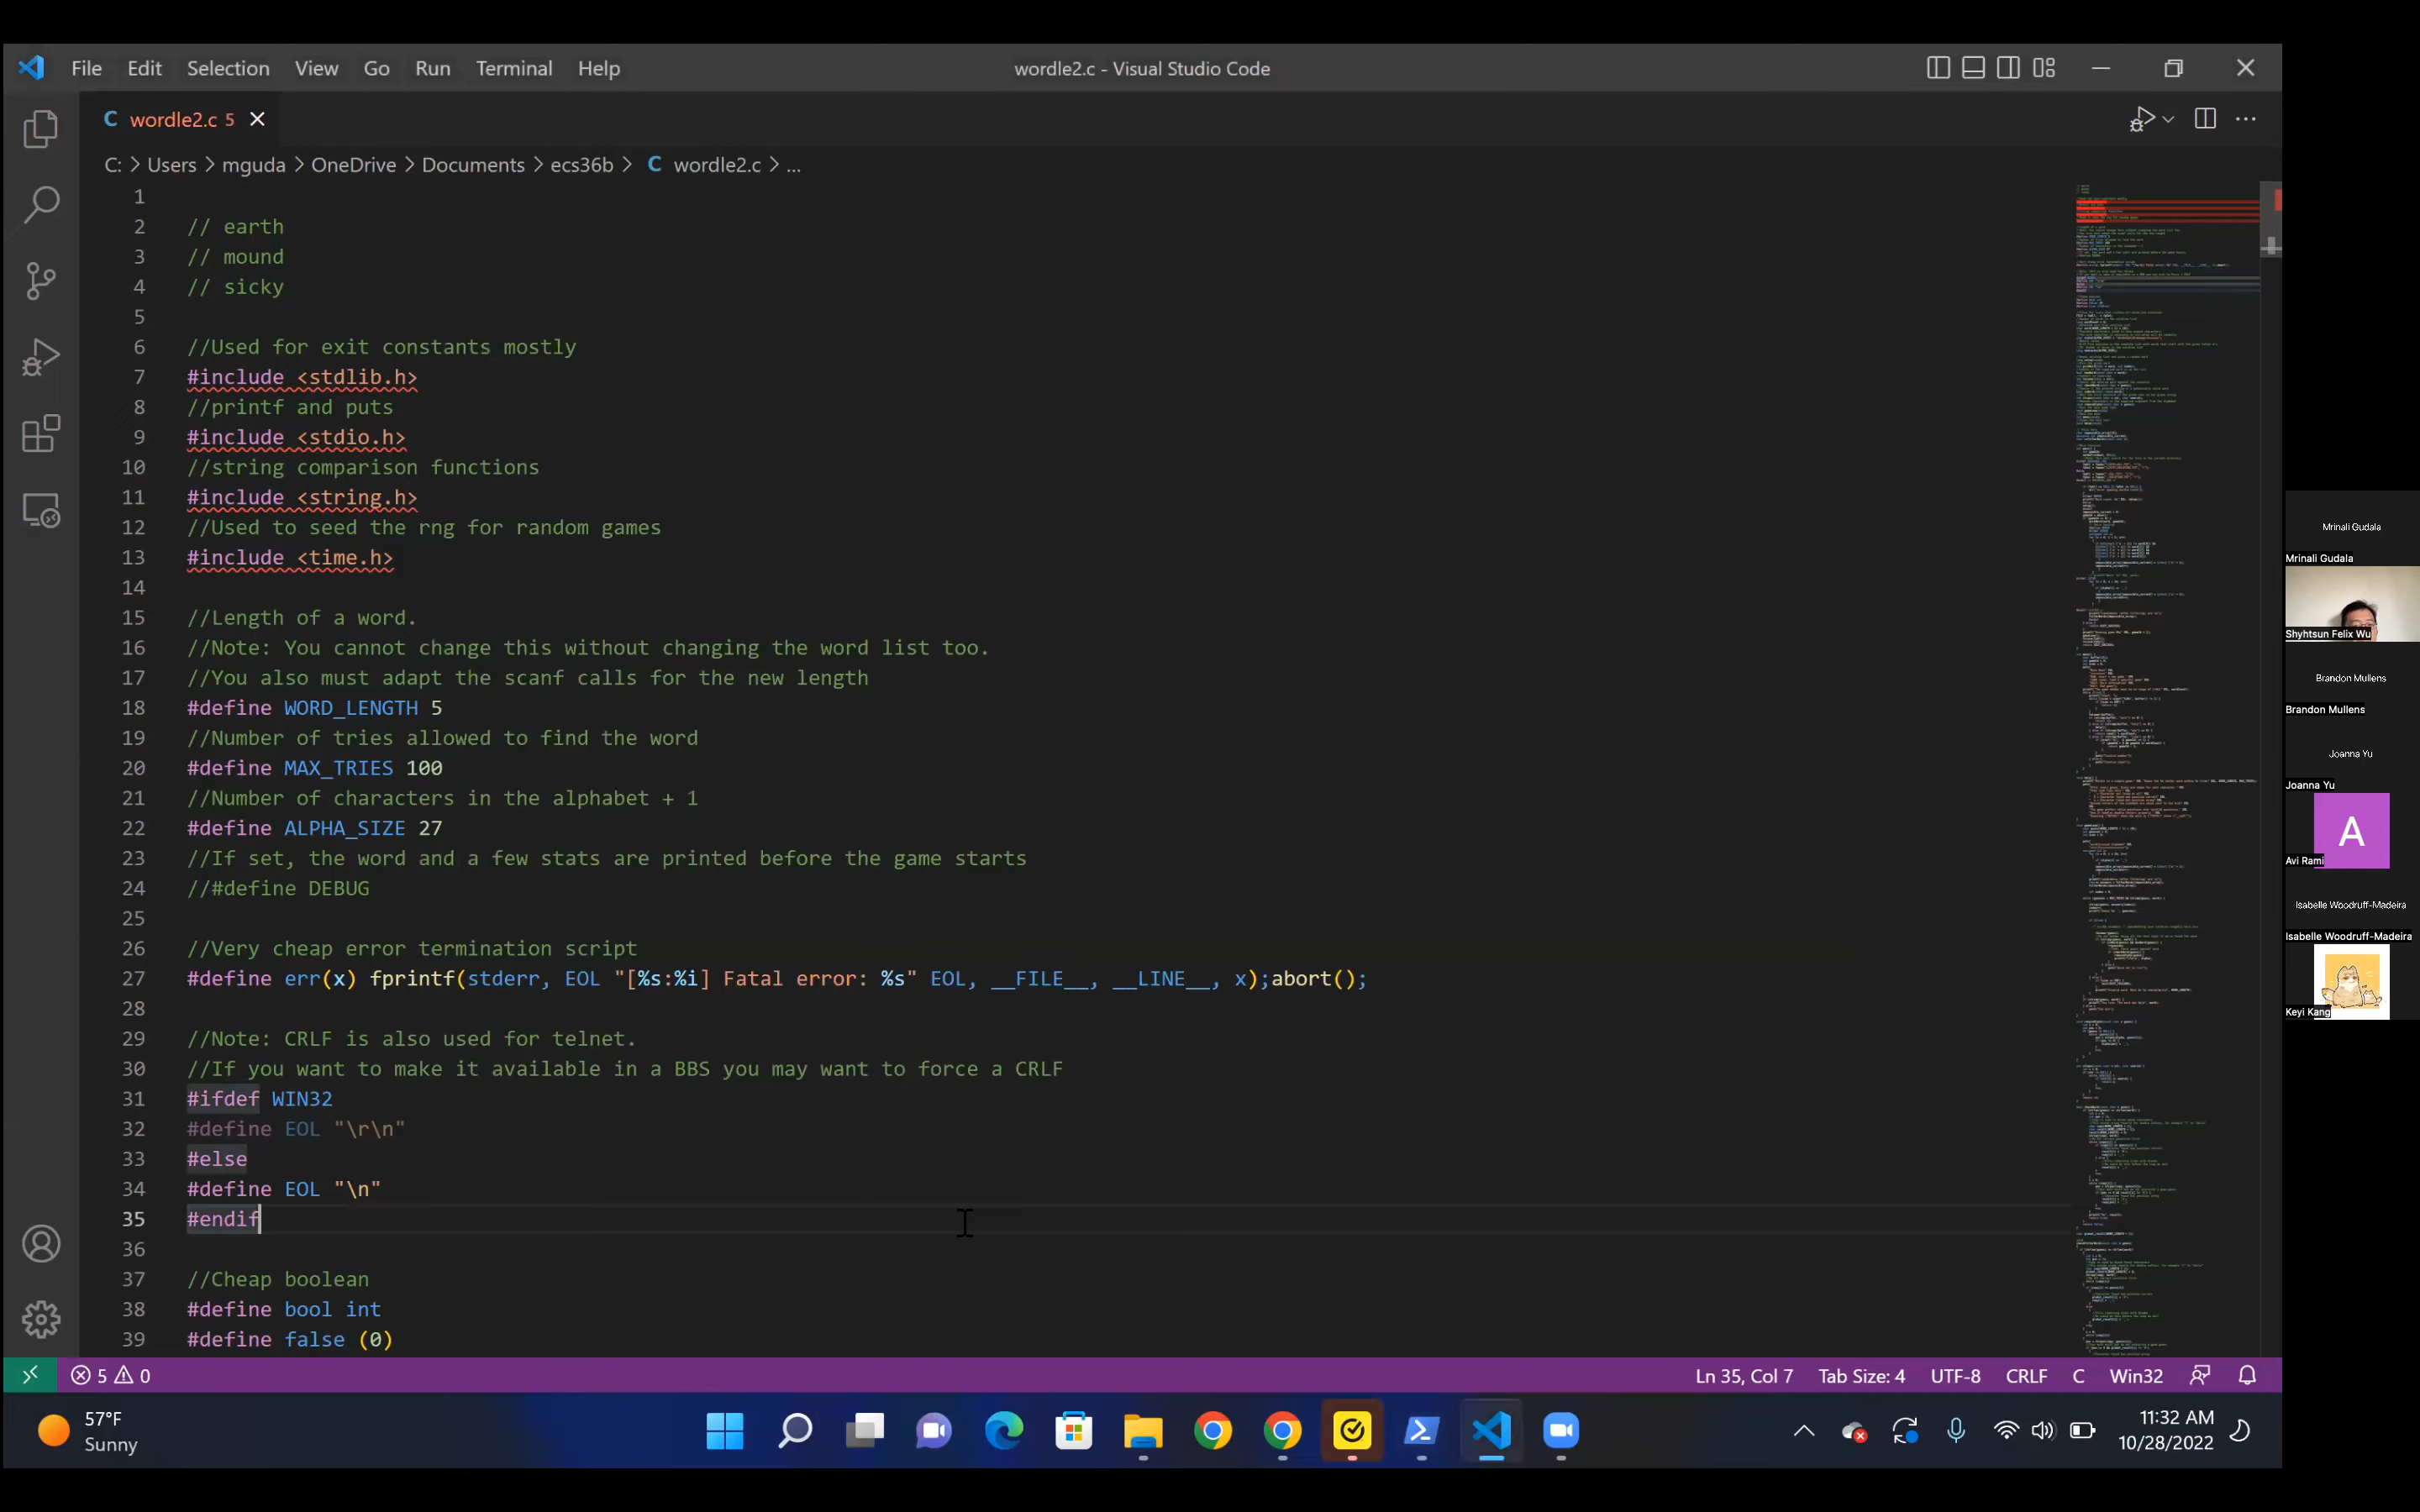 File Edit Selection View Go Run Terminal Help
wordle2.c - Visual Studio Code
C wordle2.c 5
C: > Users > mguda > OneDrive > Documents > ecs36b > C wordle2.c > ...
1
2 // earth
3 // mound
4 // sicky
5
6 //Used for exit constants mostly
7 #include <stdlib.h>
8 //printf and puts
9 #include <stdio.h>
10 //string comparison functions
11 #include <string.h>
12 //Used to seed the rng for random games
13 #include <time.h>
14
15 //Length of a word.
16 //Note: You cannot change this without changing the word list too.
17 //You also must adapt the scanf calls for the new length
18 #define WORD_LENGTH 5
19 //Number of tries allowed to find the word
20 #define MAX_TRIES 100
21 //Number of characters in the alphabet + 1
22 #define ALPHA_SIZE 27
23 //If set, the word and a few stats are printed before the game starts
24 //#define DEBUG
25
26 //Very cheap error termination script
27 #define err(x) fprintf(stderr, EOL "[%s:%i] Fatal error: %s" EOL, __FILE__, __LINE__, x);abort();
28
29 //Note: CRLF is also used for telnet.
30 //If you want to make it available in a BBS you may want to force a CRLF
31 #ifdef WIN32
32 #define EOL "\r\n"
33 #else
34 #define EOL "\n"
35 #endif
36
37 //Cheap boolean
38 #define bool int
39 #define false (0)
5 0
Ln 35, Col 7 Tab Size: 4 UTF-8 CRLF C Win32
57°F
Sunny
11:32 AM
10/28/2022
Mrinali Gudala
Mrinali Gudala
Shyhtsun Felix Wu
Brandon Mullens
Brandon Mullens
Joanna Yu
Joanna Yu
A
Avi Rami
Isabelle Woodruff-Madeira
Isabelle Woodruff-Madeira
Keyi Kang